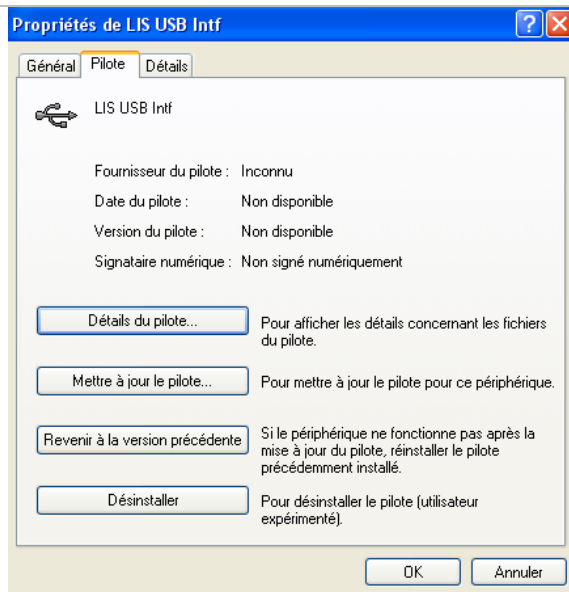 Propriétés de LIS USB Intf
Général Pilote Détails
LIS USB Intf
Fournisseur du pilote : Inconnu
Date du pilote : Non disponible
Version du pilote : Non disponible
Signataire numérique : Non signé numériquement
Détails du pilote...
Pour afficher les détails concernant les fichiers
du pilote.
Mettre à jour le pilote...
Pour mettre à jour le pilote pour ce périphérique.
Revenir à la version précédente
Si le périphérique ne fonctionne pas après la
mise à jour du pilote, réinstaller le pilote
précédemment installé.
Désinstaller
Pour désinstaller le pilote (utilisateur
expérimenté).
OK Annuler